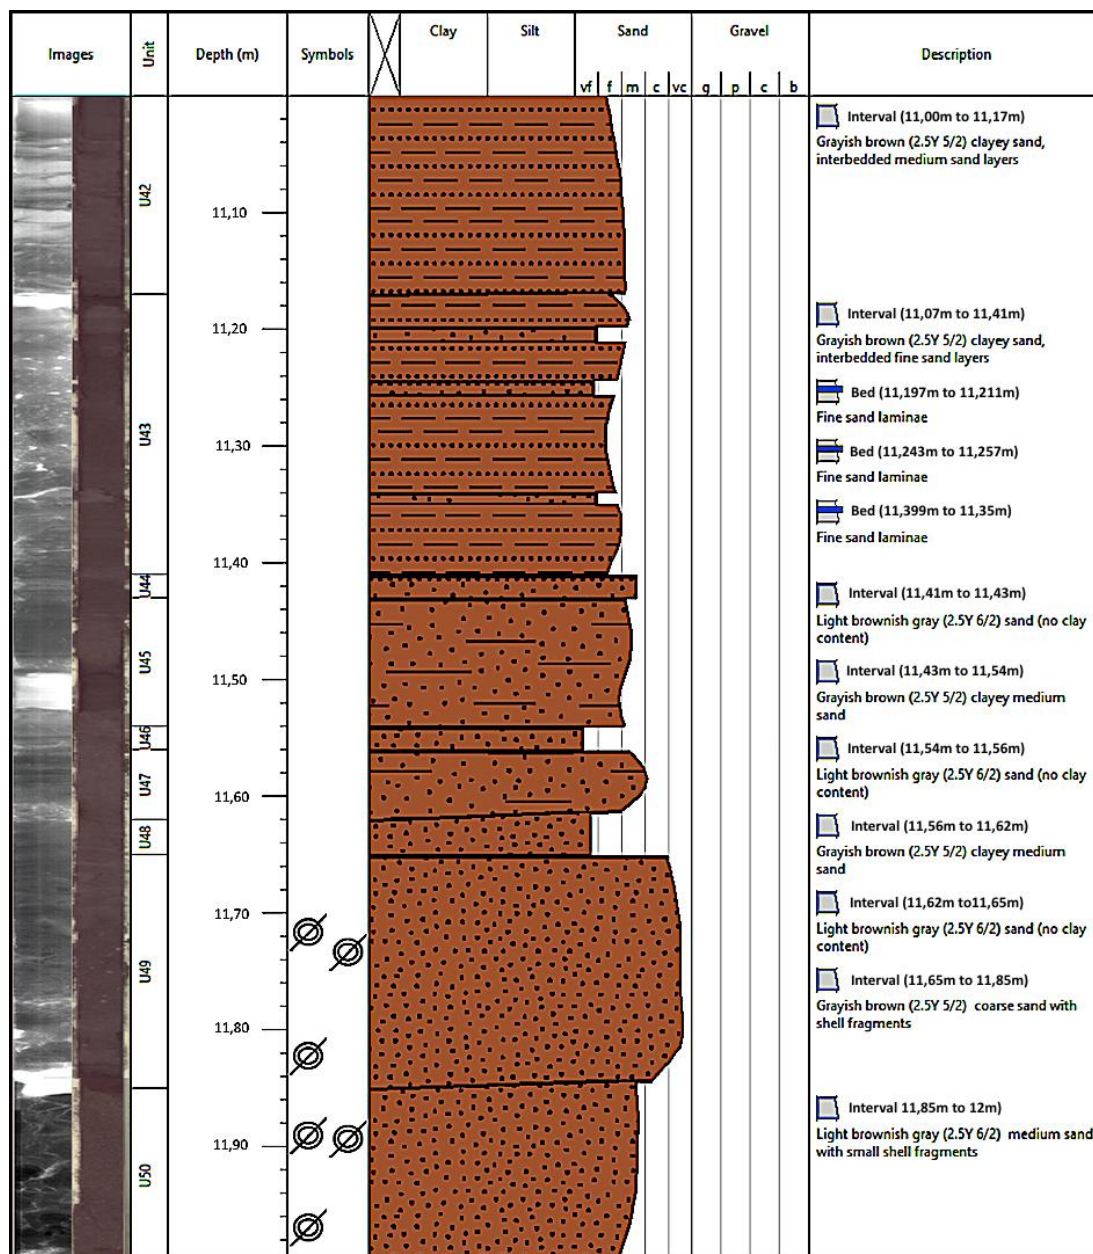 Images
Unit
Depth (m)
Symbols
Clay
Silt
Sand
Gravel
Description
vf f m c vc g p c b
U42
U43
U44
U45
U46
U47
U48
U49
U50
11,10
11,20
11,30
11,40
11,50
11,60
11,70
11,80
11,90
Interval (11,00m to 11,17m)
Grayish brown (2.5Y 5/2) clayey sand,
interbedded medium sand layers
Interval (11,07m to 11,41m)
Grayish brown (2.5Y 5/2) clayey sand,
interbedded fine sand layers
Bed (11,197m to 11,211m)
Fine sand laminae
Bed (11,243m to 11,257m)
Fine sand laminae
Bed (11,399m to 11,35m)
Fine sand laminae
Interval (11,41m to 11,43m)
Light brownish gray (2.5Y 6/2) sand (no clay
content)
Interval (11,43m to 11,54m)
Grayish brown (2.5Y 5/2) clayey medium
sand
Interval (11,54m to 11,56m)
Light brownish gray (2.5Y 6/2) sand (no clay
content)
Interval (11,56m to 11,62m)
Grayish brown (2.5Y 5/2) clayey medium
sand
Interval (11,62m to11,65m)
Light brownish gray (2.5Y 6/2) sand (no clay
content)
Interval (11,65m to 11,85m)
Grayish brown (2.5Y 5/2) coarse sand with
shell fragments
Interval 11,85m to 12m)
Light brownish gray (2.5Y 6/2) medium sand
with small shell fragments